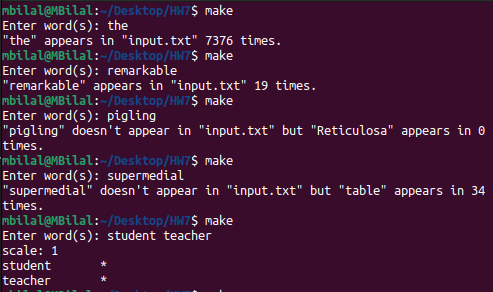 mbilal@MBilal:~/Desktop/HW7$ make
Enter word(s): the
"the" appears in "input.txt" 7376 times.
mbilal@MBilal:~/Desktop/HW7$ make
Enter word(s): remarkable
"remarkable" appears in "input.txt" 19 times.
mbilal@MBilal:~/Desktop/HW7$ make
Enter word(s): pigling
"pigling" doesn't appear in "input.txt" but "Reticulosa" appears in 0
times.
mbilal@MBilal:~/Desktop/HW7$ make
Enter word(s): supermedial
"supermedial" doesn't appear in "input.txt" but "table" appears in 34
times.
mbilal@MBilal:~/Desktop/HW7$ make
Enter word(s): student teacher
scale: 1
student *
teacher *